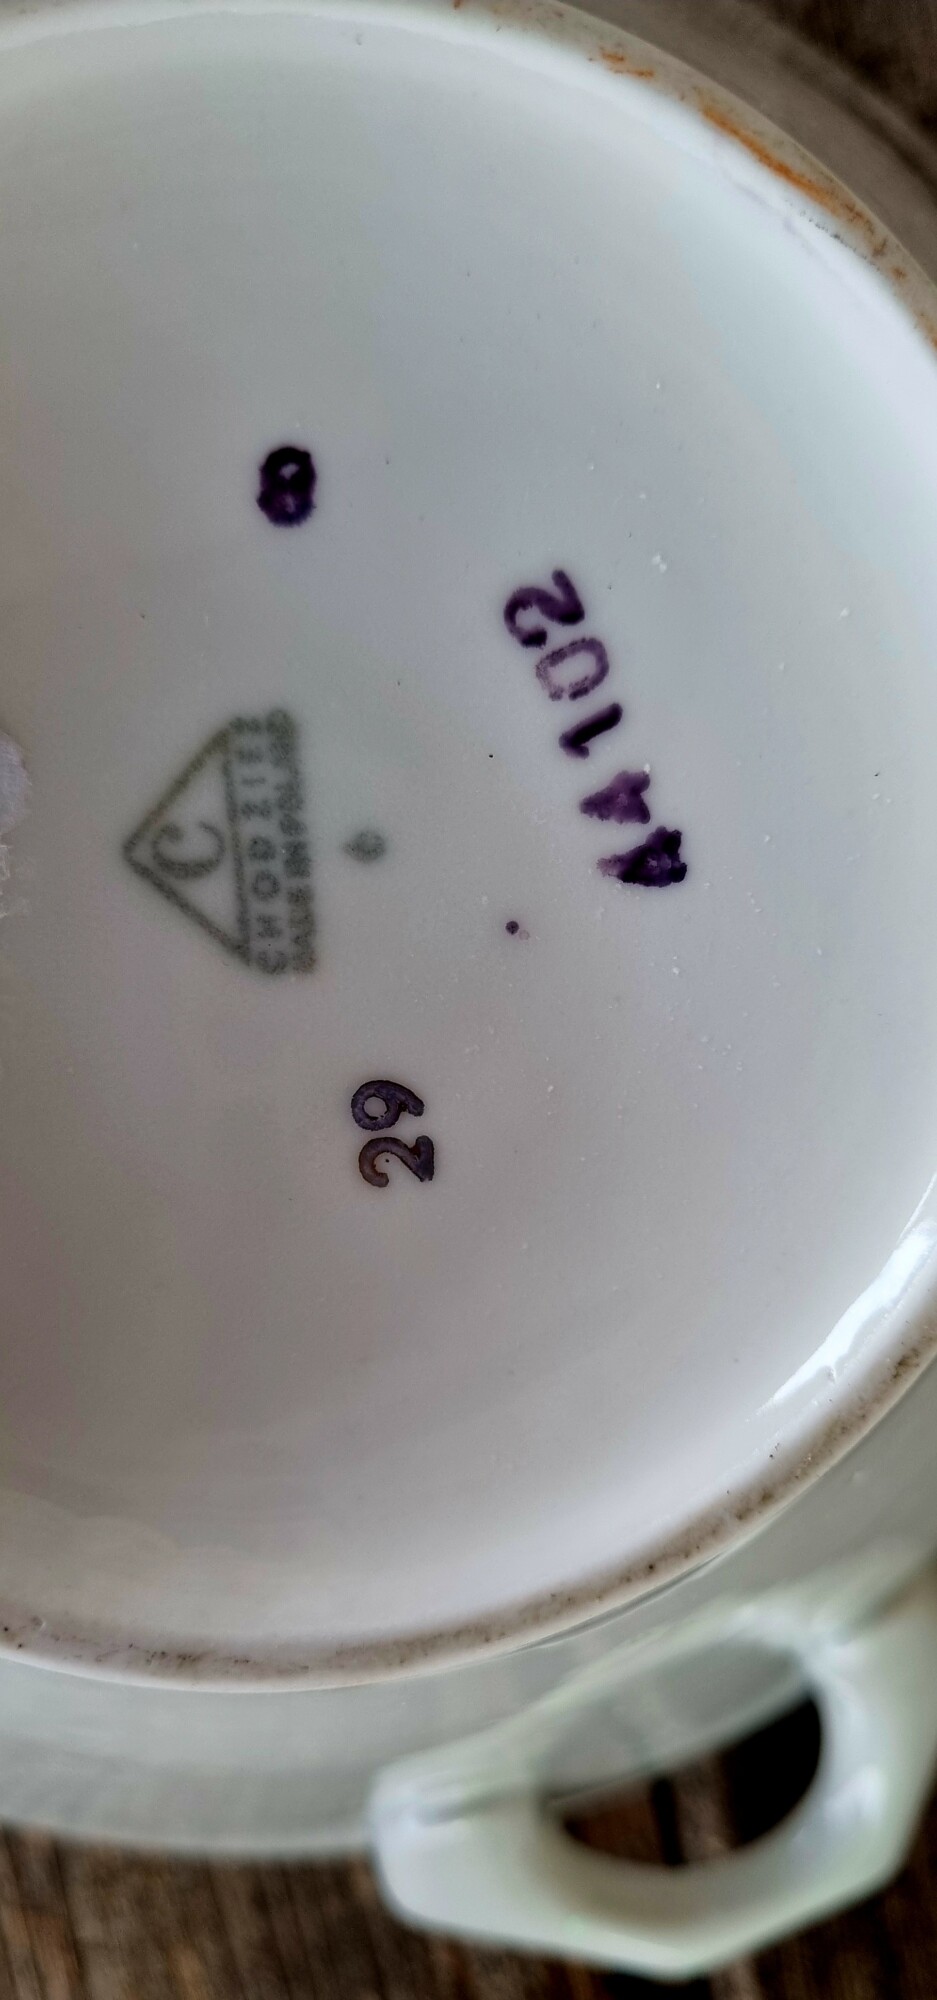 C
CHODZIEŻ
MADE IN POLAND
29
8
AA102